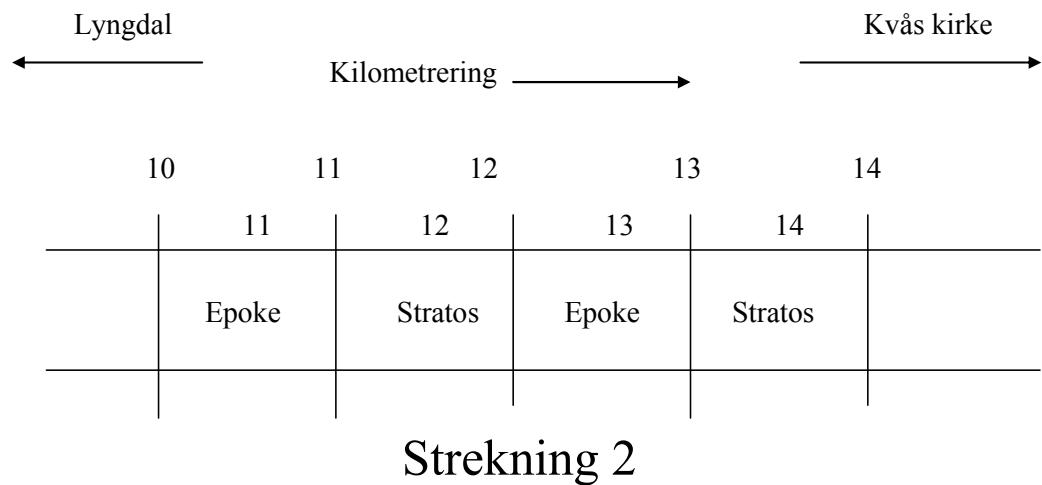 Lyngdal Kvås kirke
Kilometrering
10 11 12 13 14
11 12 13 14
Epoke Stratos Epoke Stratos
Strekning 2